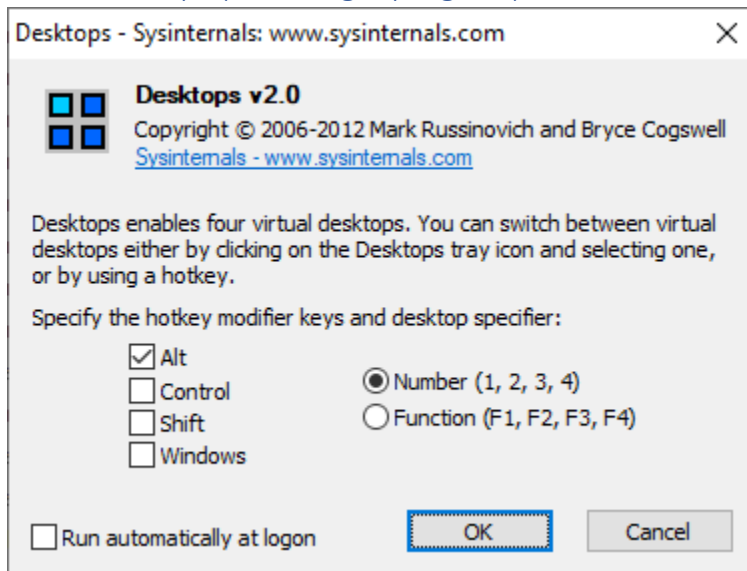 Desktops - Sysinternals: www.sysinternals.com
Desktops v2.0
Copyright © 2006-2012 Mark Russinovich and Bryce Cogswell
Sysinternals - www.sysinternals.com
Desktops enables four virtual desktops. You can switch between virtual
desktops either by clicking on the Desktops tray icon and selecting one,
or by using a hotkey.
Specify the hotkey modifier keys and desktop specifier:
Alt
Control
Shift
Windows
Number (1, 2, 3, 4)
Function (F1, F2, F3, F4)
Run automatically at logon
OK
Cancel